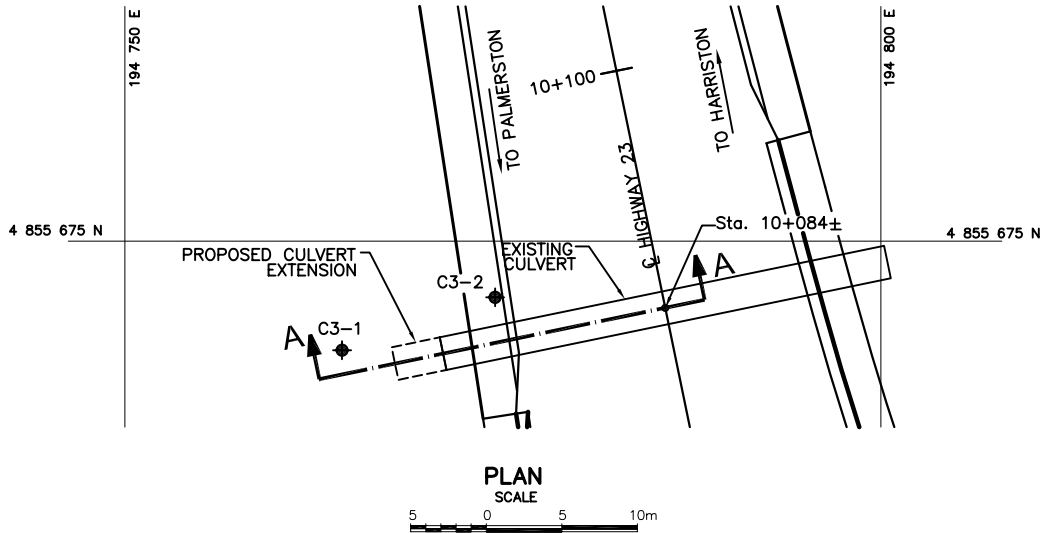 194 750 E
194 800 E
TO PALMERSTON
10+100
TO HARRISTON
℄ HIGHWAY 23
4 855 675 N
4 855 675 N
Sta. 10+084±
PROPOSED CULVERT
EXTENSION
EXISTING
CULVERT
C3-2
A
C3-1
A
PLAN
SCALE
5 0 5 10m